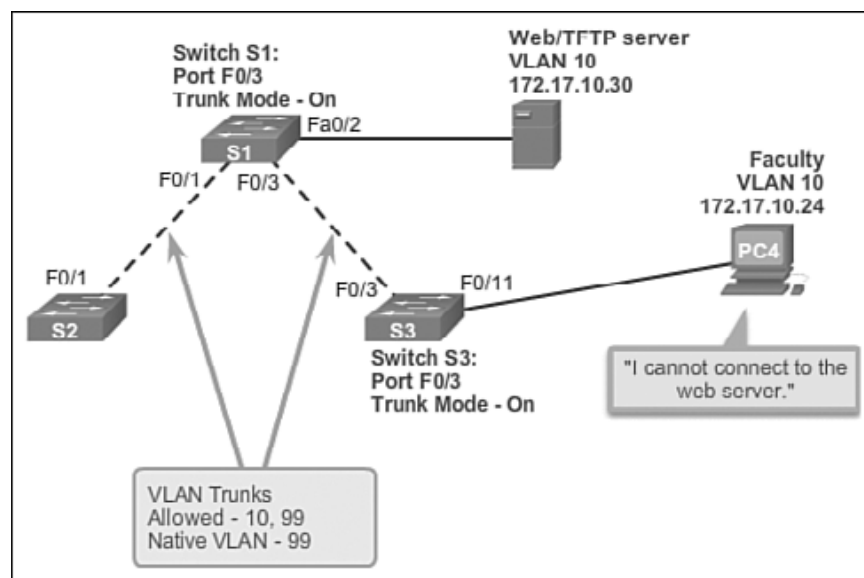 Switch S1:
Port F0/3
Trunk Mode - On
Web/TFTP server
VLAN 10
172.17.10.30
Fa0/2
S1
F0/1
F0/3
Faculty
VLAN 10
172.17.10.24
PC4
F0/1
S2
F0/3
F0/11
S3
Switch S3:
Port F0/3
Trunk Mode - On
"I cannot connect to the
web server."
VLAN Trunks
Allowed - 10, 99
Native VLAN - 99